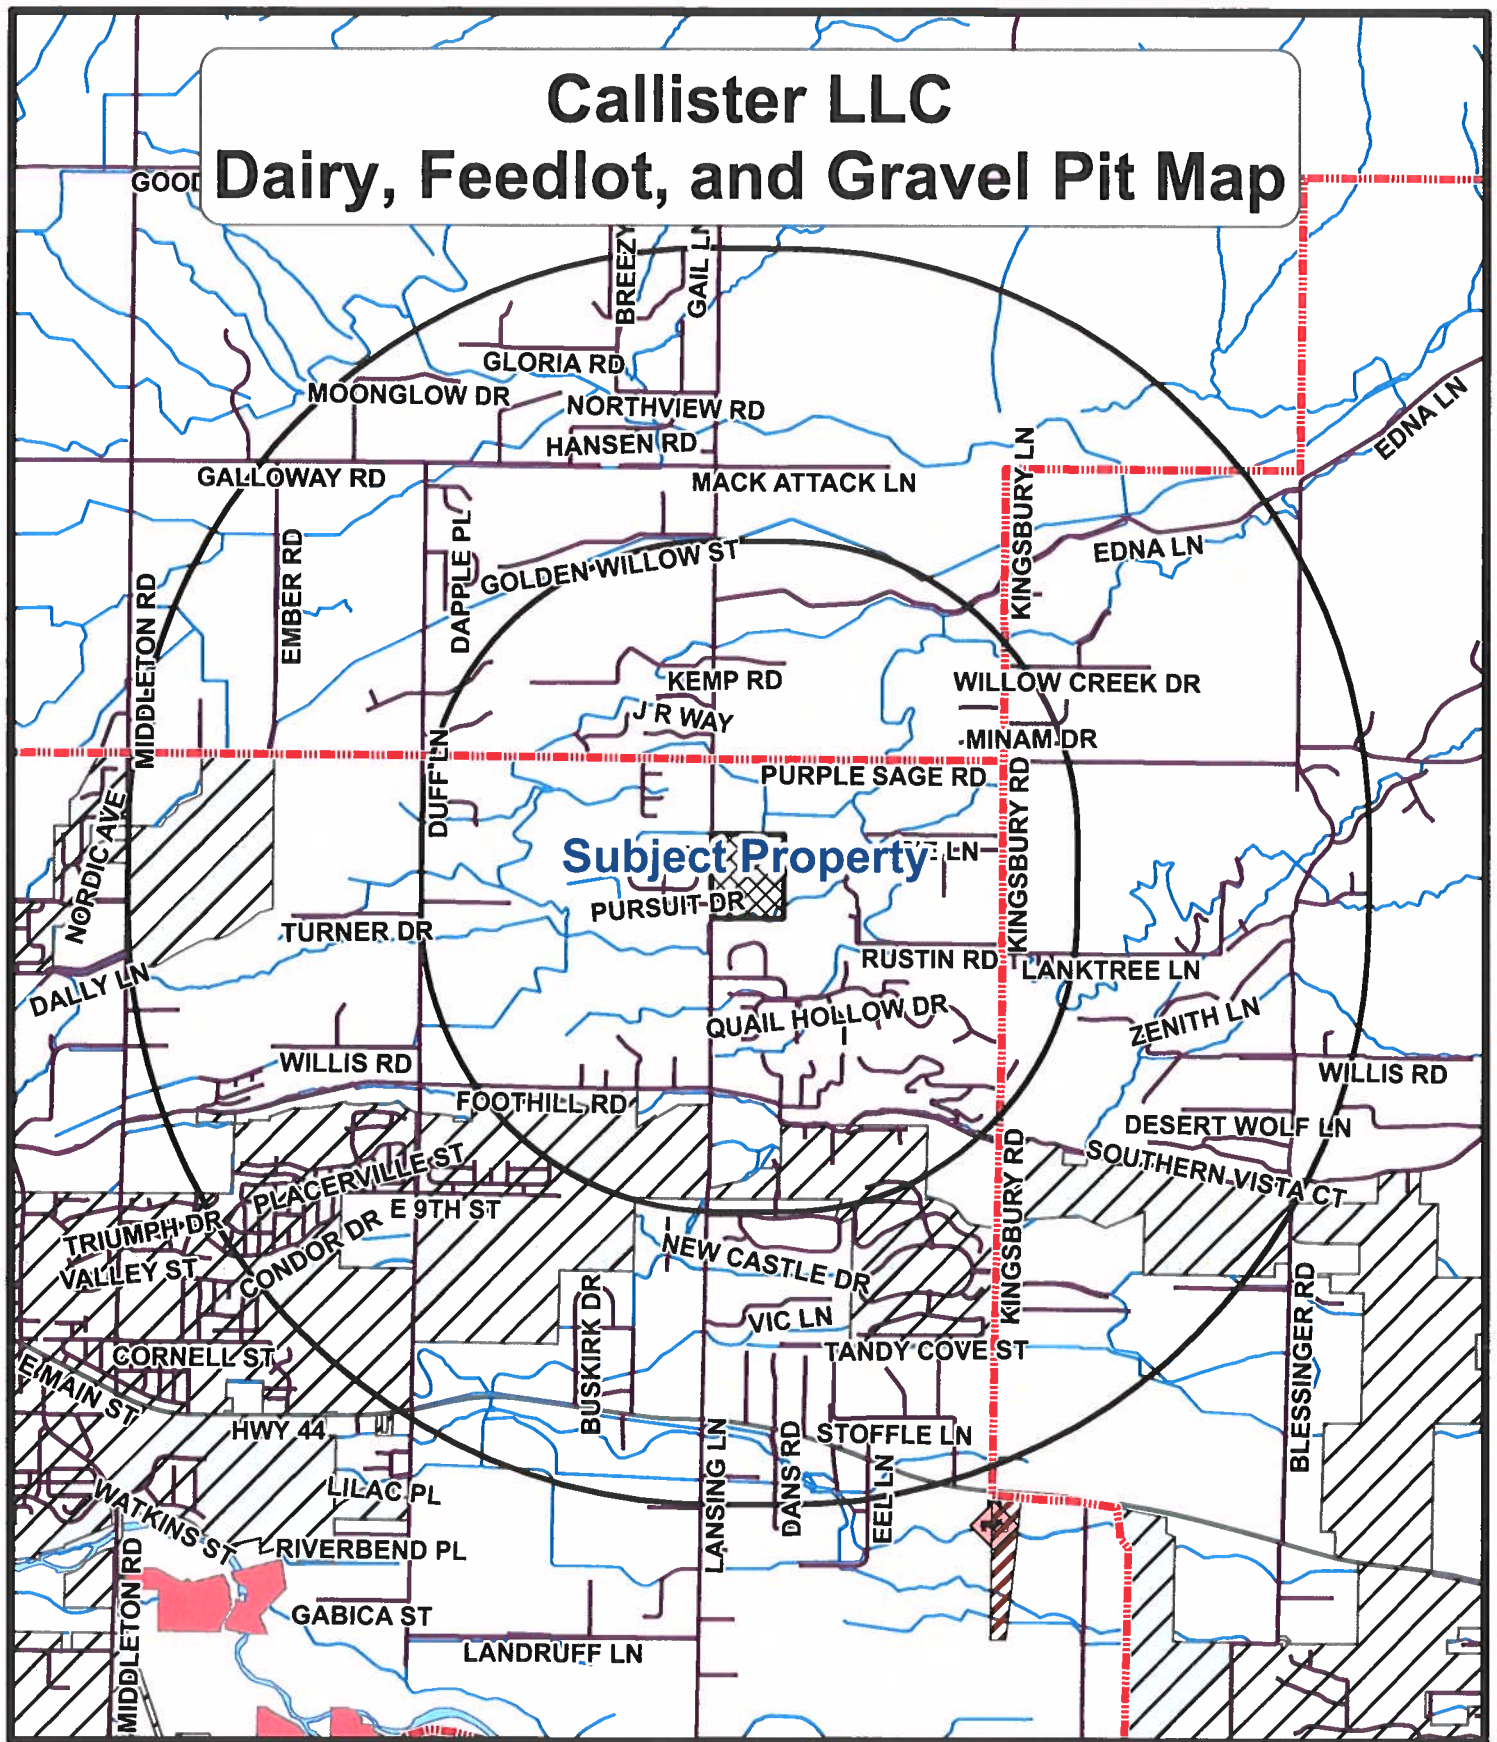 Callister LLC
Dairy, Feedlot, and Gravel Pit Map
BREEZY
GAIL LN
GLORIA RD
MOONGLOW DR
NORTHVIEW RD
HANSEN RD
EDNA LN
KINGSBURY LN
GALLOWAY RD
MACK ATTACK LN
EMBER RD
DAPPLE PL
GOLDEN WILLOW ST
EDNA LN
MIDDLETON RD
KEMP RD
WILLOW CREEK DR
J R WAY
MINAM DR
DUFF LN
PURPLE SAGE RD
KINGSBURY RD
NORDIC AVE
Subject Property
LN
PURSUIT DR
TURNER DR
RUSTIN RD
LANKTREE LN
DALLY LN
QUAIL HOLLOW DR
ZENITH LN
WILLIS RD
WILLIS RD
FOOTHILL RD
DESERT WOLF LN
SOUTHERN VISTA CT
KINGSBURY RD
PLACERVILLE ST
E 9TH ST
TRIUMPH DR
CONDOR DR
VALLEY ST
NEW CASTLE DR
BUSKIRK DR
VIC LN
KINGSBURY RD
TANDY COVE ST
BLESSINGER RD
CORNELL ST
E MAIN ST
HWY 44
STOFFLE LN
LANSING LN
DANS RD
EEL LN
LILAC PL
WATKINS ST
RIVERBEND PL
MIDDLETON RD
GABICA ST
LANDRUFF LN